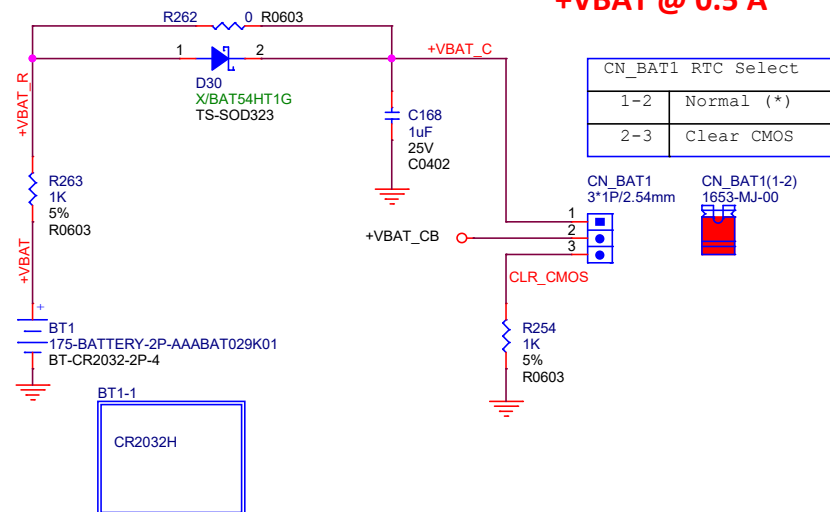 +VBAT @ 0.5 A
R262 0 R0603
1 2
+VBAT_C
D30
X/BAT54HT1G
TS-SOD323
+VBAT_R
C168
1uF
25V
C0402
CN_BAT1 RTC Select
1-2 Normal (*)
2-3 Clear CMOS
R263
1K
5%
R0603
CN_BAT1
3*1P/2.54mm
CN_BAT1(1-2)
1653-MJ-00
1
2
3
+VBAT_CB
+VBAT
CLR_CMOS
+
BT1
175-BATTERY-2P-AAABAT029K01
BT-CR2032-2P-4
R254
1K
5%
R0603
BT1-1
CR2032H